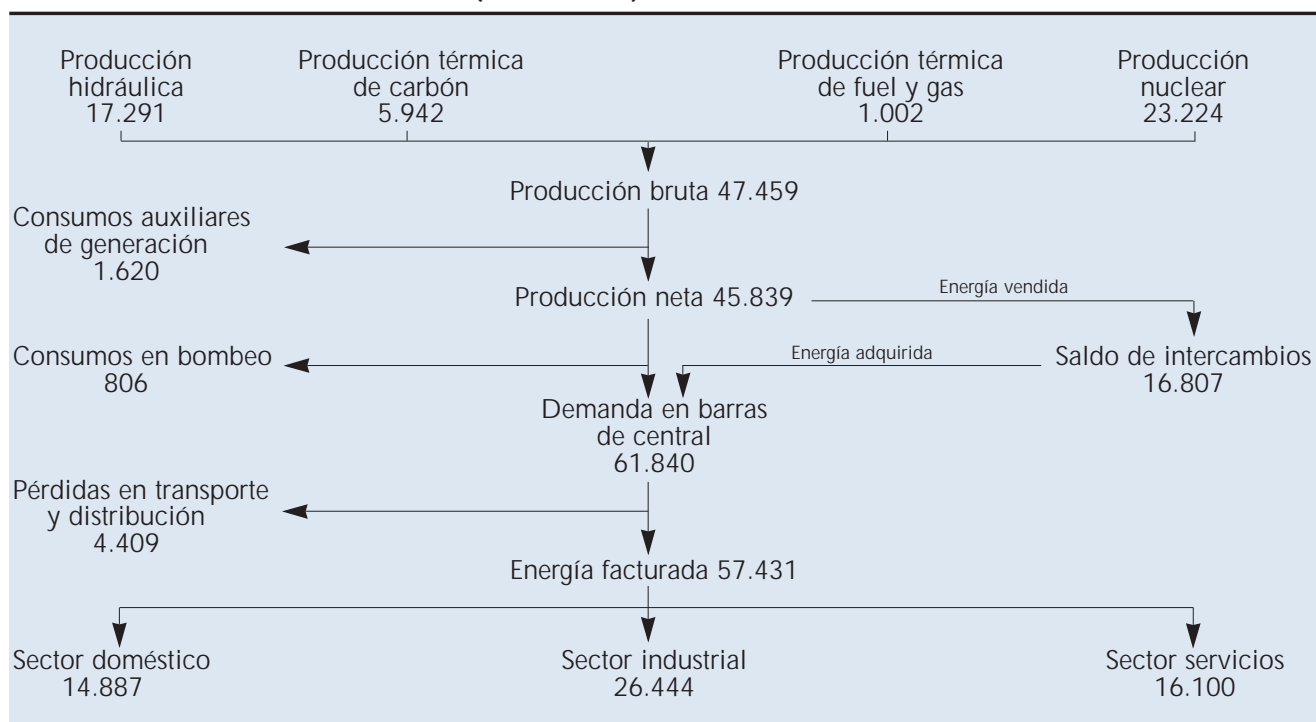 Producción
hidráulica
17.291
Producción térmica
de carbón
5.942
Producción térmica
de fuel y gas
1.002
Producción
nuclear
23.224
Producción bruta 47.459
Consumos auxiliares
de generación
1.620
Producción neta 45.839
Energía vendida
Consumos en bombeo
806
Energía adquirida
Saldo de intercambios
16.807
Demanda en barras
de central
61.840
Pérdidas en transporte
y distribución
4.409
Energía facturada 57.431
Sector doméstico
14.887
Sector industrial
26.444
Sector servicios
16.100